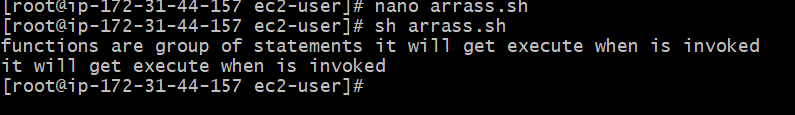 [root@ip-172-31-44-157 ec2-user]# nano arrass.sh
[root@ip-172-31-44-157 ec2-user]# sh arrass.sh
functions are group of statements it will get execute when is invoked
it will get execute when is invoked
[root@ip-172-31-44-157 ec2-user]#